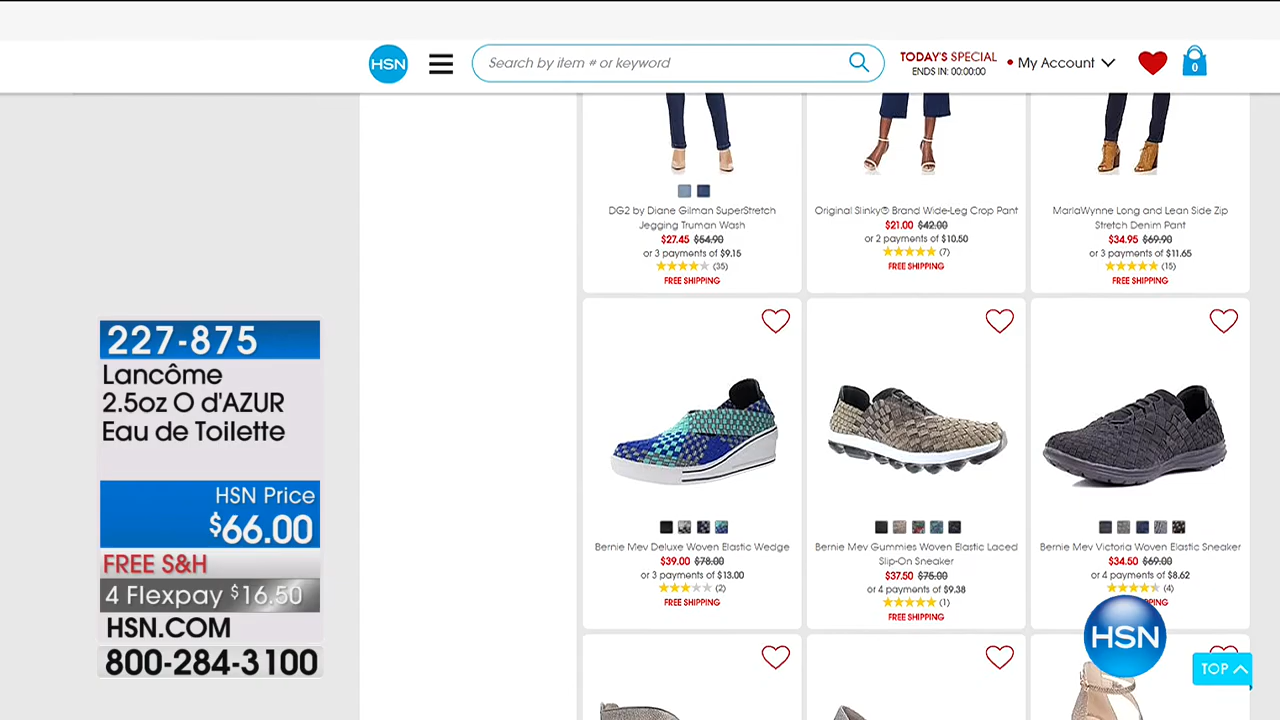 HSN
Search by item # or keyword
TODAY'S SPECIAL
ENDS IN: 00:00:00
My Account
0
DG2 by Diane Gilman SuperStretch
Jegging Truman Wash
$27.45 $54.90
or 3 payments of $9.15
(35)
FREE SHIPPING
Original Slinky® Brand Wide-Leg Crop Pant
$21.00 $42.00
or 2 payments of $10.50
(7)
FREE SHIPPING
MarlaWynne Long and Lean Side Zip
Stretch Denim Pant
$34.95 $69.90
or 3 payments of $11.65
(15)
FREE SHIPPING
227-875
Lancôme
2.5oz O d'AZUR
Eau de Toilette
HSN Price
$66.00
FREE S&H
4 Flexpay $16.50
HSN.COM
800-284-3100
Bernie Mev Deluxe Woven Elastic Wedge
$39.00 $78.00
or 3 payments of $13.00
(2)
FREE SHIPPING
Bernie Mev Gummies Woven Elastic Laced
Slip-On Sneaker
$37.50 $75.00
or 4 payments of $9.38
(1)
FREE SHIPPING
Bernie Mev Victoria Woven Elastic Sneaker
$34.50 $69.00
or 4 payments of $8.62
(4)
HSN
TOP